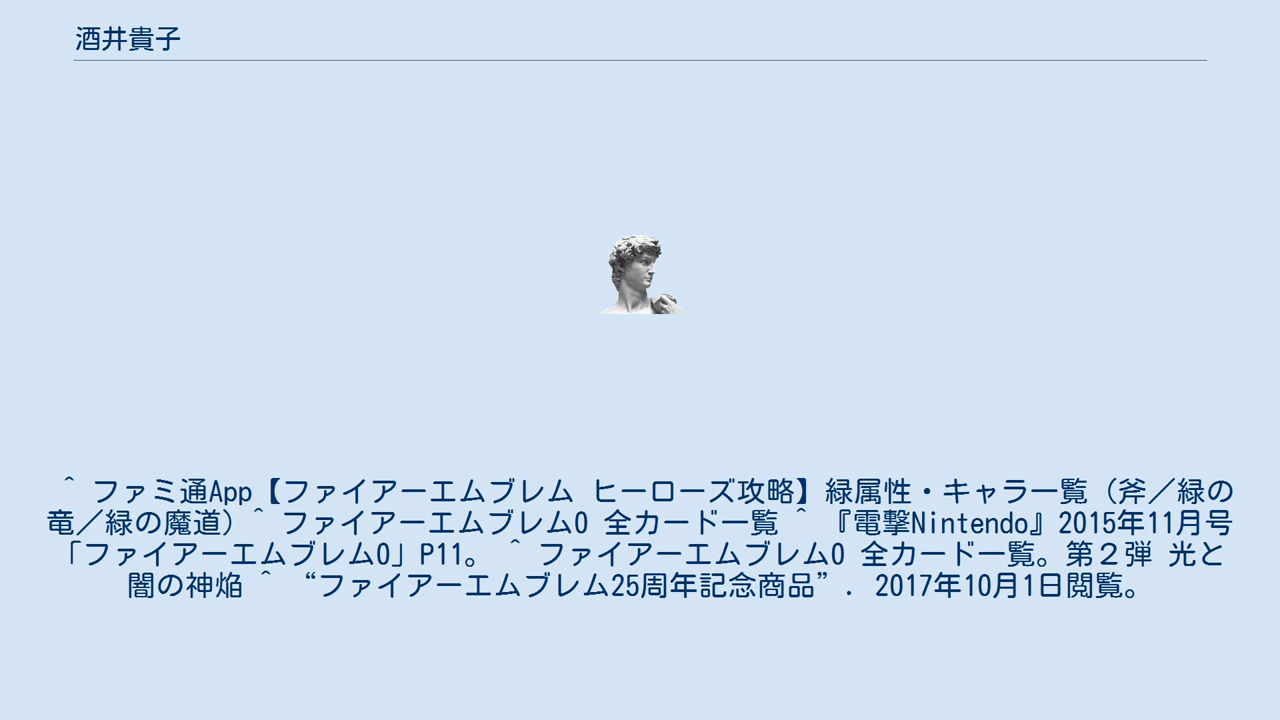 酒井貴子
^ ファミ通App【ファイアーエムブレム ヒーローズ攻略】緑属性・キャラ一覧（斧／緑の
竜／緑の魔道）^ ファイアーエムブレム0 全カード一覧 ^ 『電撃Nintendo』2015年11月号
「ファイアーエムブレム0」P11。 ^ ファイアーエムブレム0 全カード一覧。第２弾 光と
闇の神焔 ^ “ファイアーエムブレム25周年記念商品”. 2017年10月1日閲覧。